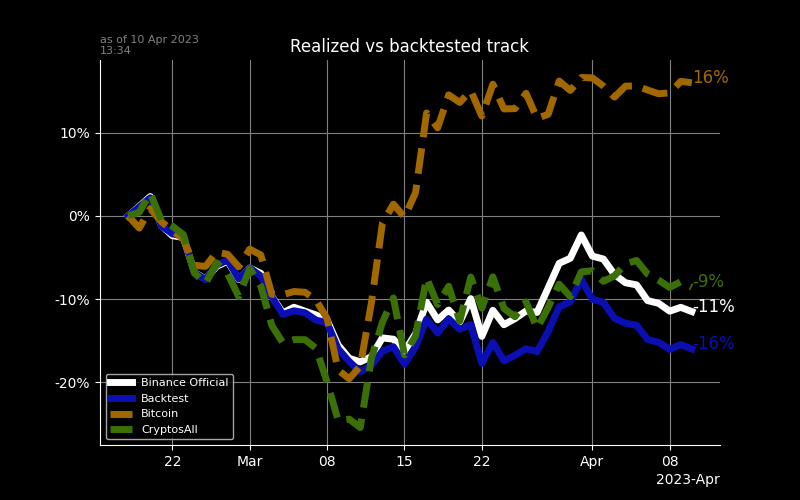 as of 10 Apr 2023
13:34
Realized vs backtested track
16%
10%
0%
-9%
-10%
-11%
-16%
-20%
Binance Official
Backtest
Bitcoin
CryptosAll
22 Mar 08 15 22 Apr 08
2023-Apr